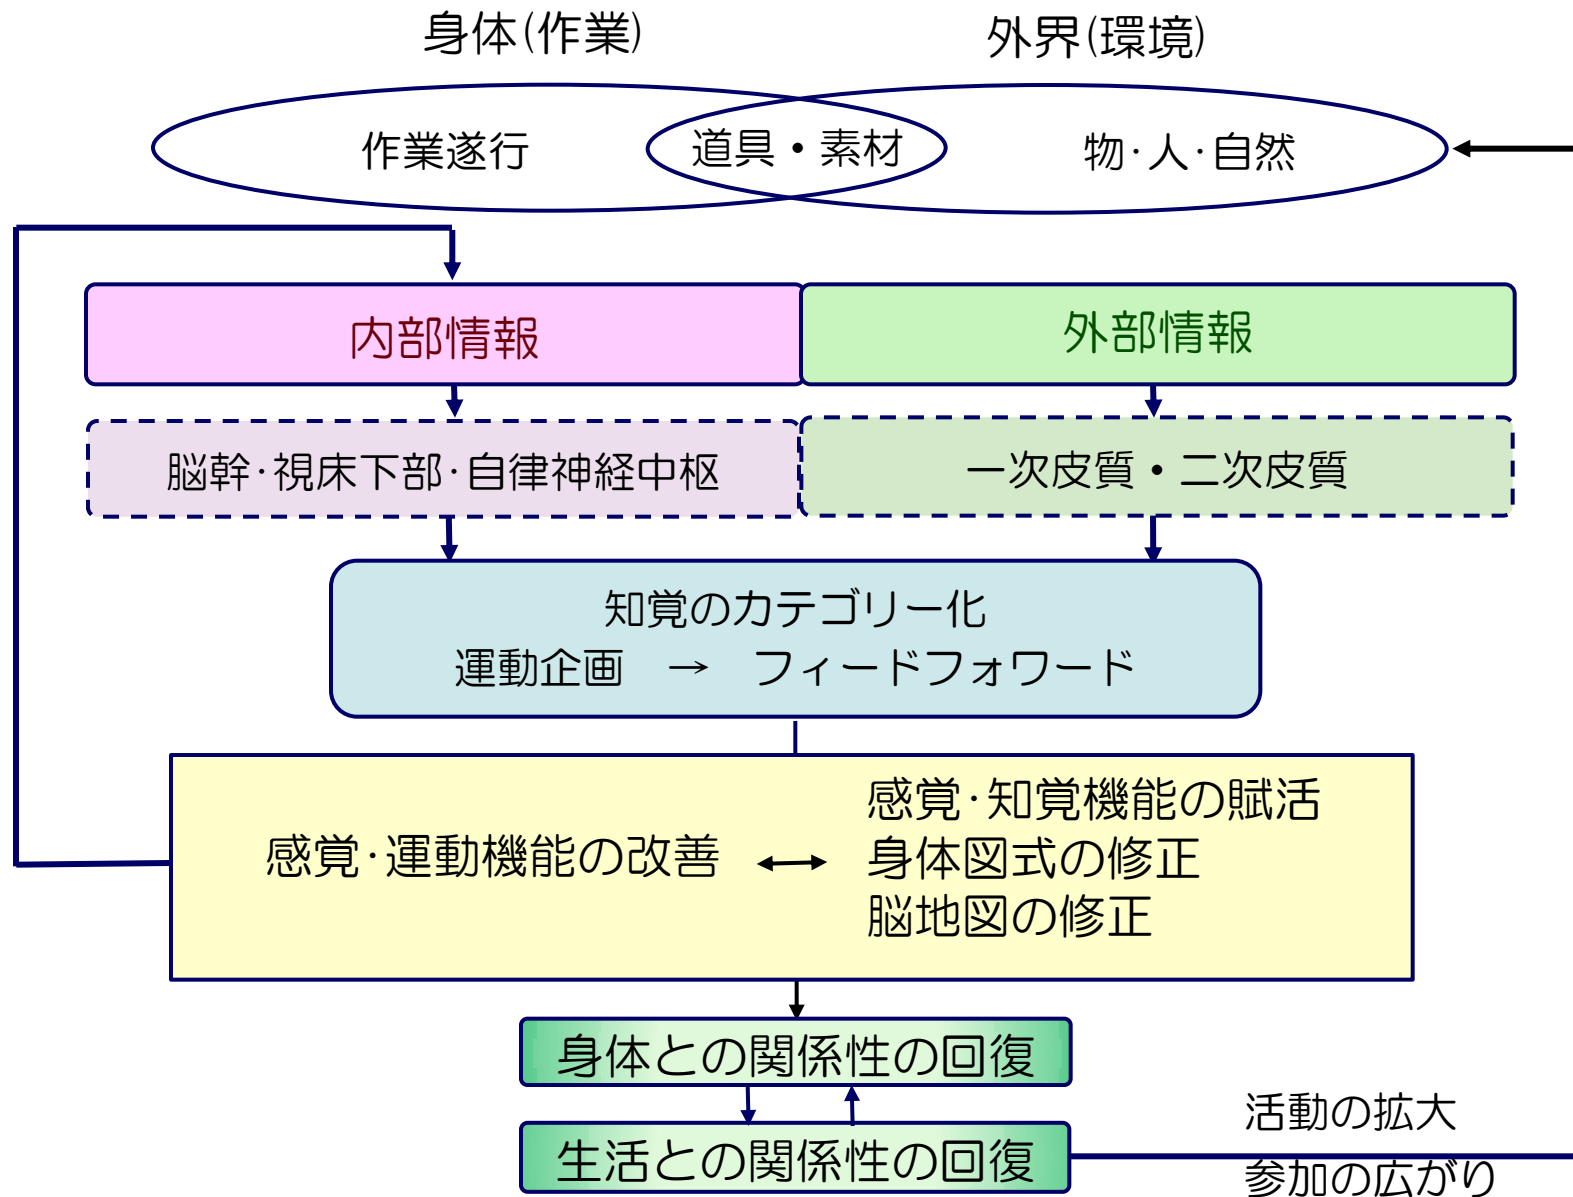 身体(作業)
外界(環境)
作業遂行
道具・素材
物･人･自然
内部情報
外部情報
脳幹･視床下部･自律神経中枢
一次皮質・二次皮質
知覚のカテゴリー化
運動企画　→　フィードフォワード
感覚･運動機能の改善
感覚･知覚機能の賦活
身体図式の修正
脳地図の修正
身体との関係性の回復
生活との関係性の回復
活動の拡大
参加の広がり